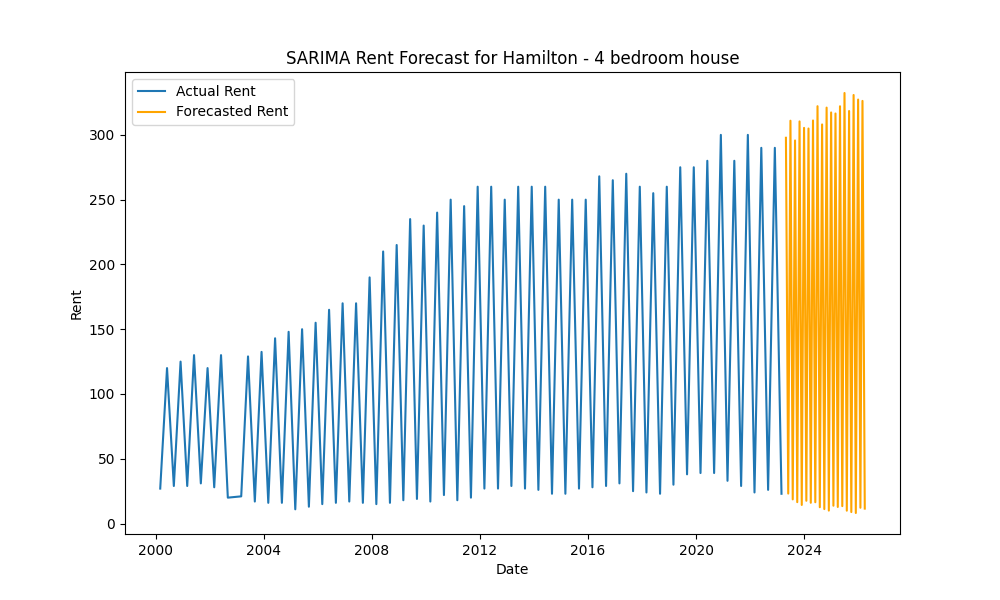 SARIMA Rent Forecast for Hamilton - 4 bedroom house
Actual Rent
Forecasted Rent
Rent
300
250
200
150
100
50
0
2000 2004 2008 2012 2016 2020 2024
Date